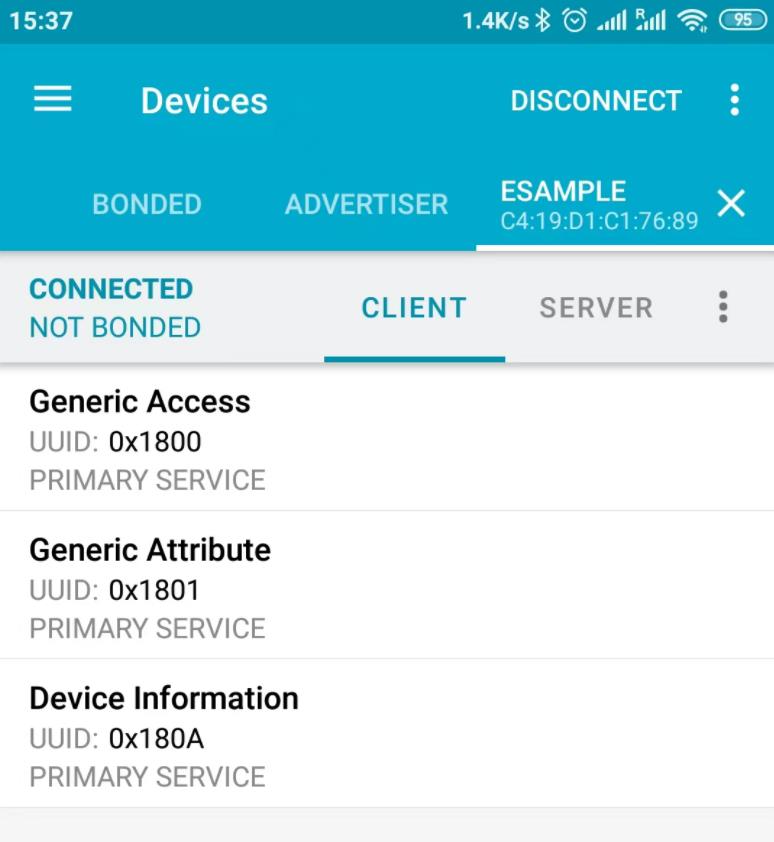 15:37 1.4K/s R 95
Devices DISCONNECT
BONDED ADVERTISER ESAMPLE
C4:19:D1:C1:76:89
CONNECTED
NOT BONDED
CLIENT SERVER
Generic Access
UUID: 0x1800
PRIMARY SERVICE
Generic Attribute
UUID: 0x1801
PRIMARY SERVICE
Device Information
UUID: 0x180A
PRIMARY SERVICE